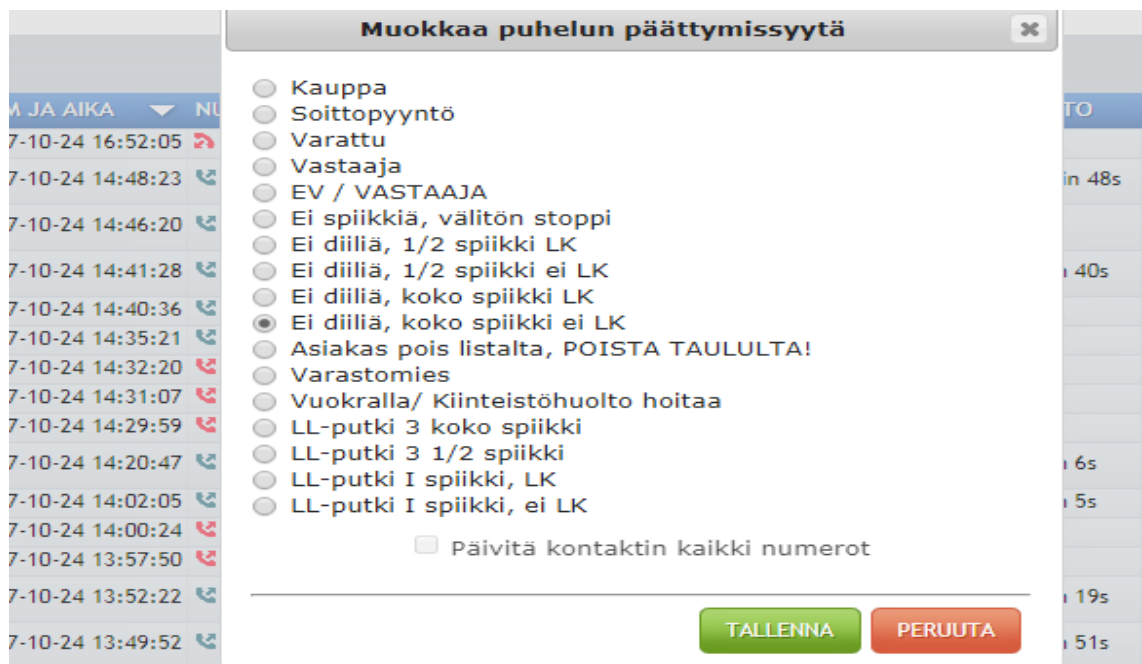 Muokkaa puhelun päättymissyytä
Kauppa
Soittopyyntö
Varattu
Vastaaja
EV / VASTAAJA
Ei spiikkiä, välitön stoppi
Ei diiliä, 1/2 spiikki LK
Ei diiliä, 1/2 spiikki ei LK
Ei diiliä, koko spiikki LK
Ei diiliä, koko spiikki ei LK
Asiakas pois listalta, POISTA TAULULTA!
Varastomies
Vuokralla/ Kiinteistöhuolto hoitaa
LL-putki 3 koko spiikki
LL-putki 3 1/2 spiikki
LL-putki I spiikki, LK
LL-putki I spiikki, ei LK
Päivitä kontaktin kaikki numerot
TALLENNA PERUUTA
JA AIKA NU TO
7-10-24 16:52:05
7-10-24 14:48:23 in 48s
7-10-24 14:46:20
7-10-24 14:41:28 40s
7-10-24 14:40:36
7-10-24 14:35:21
7-10-24 14:32:20
7-10-24 14:31:07
7-10-24 14:29:59
7-10-24 14:20:47 6s
7-10-24 14:02:05 5s
7-10-24 14:00:24
7-10-24 13:57:50
7-10-24 13:52:22 19s
7-10-24 13:49:52 51s